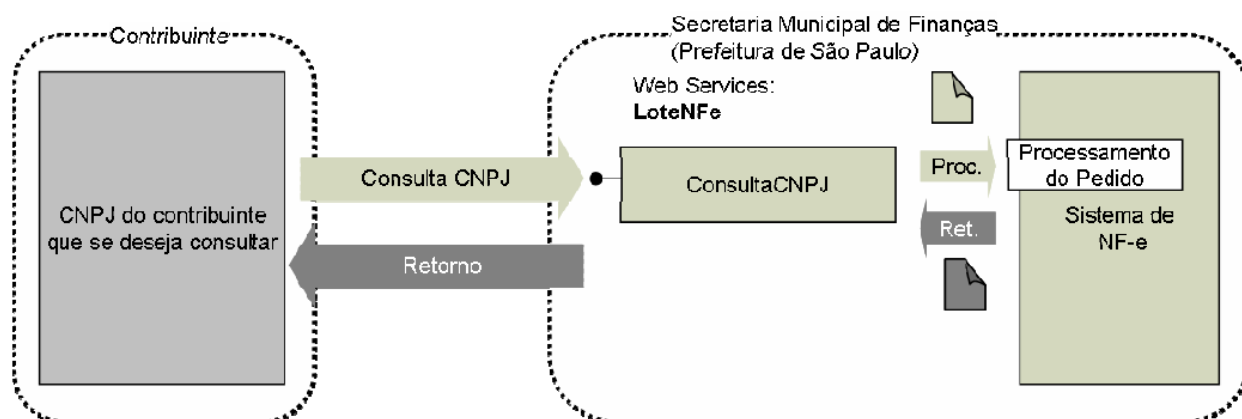 Contribuinte
CNPJ do contribuinte
que se deseja consultar
Consulta CNPJ
Retorno
Secretaria Municipal de Finanças
(Prefeitura de São Paulo)
Web Services:
LoteNFe
ConsultaCNPJ
Proc.
Ret.
Processamento
do Pedido
Sistema de
NF-e